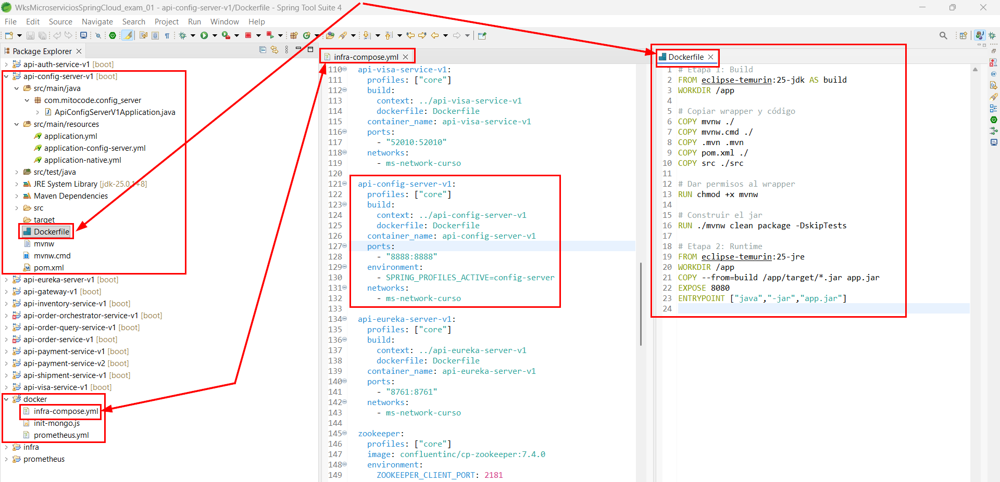 WksMicroserviciosSpringCloud_exam_01 - api-config-server-v1/Dockerfile - Spring Tool Suite 4
File Edit Source Navigate Search Project Run Window Help
Package Explorer
api-auth-service-v1 [boot]
api-config-server-v1 [boot]
src/main/java
com.mitocode.config_server
ApiConfigServerV1Application.java
src/main/resources
application.yml
application-config-server.yml
application-native.yml
src/test/java
JRE System Library [jdk-25.0.1+8]
Maven Dependencies
src
target
Dockerfile
mvnw
mvnw.cmd
pom.xml
api-eureka-server-v1 [boot]
api-gateway-v1 [boot]
api-inventory-service-v1 [boot]
api-order-orchestrator-service-v1 [boot]
api-order-query-service-v1 [boot]
api-order-service-v1 [boot]
api-payment-service-v1 [boot]
api-payment-service-v2 [boot]
api-shipment-service-v1 [boot]
api-visa-service-v1 [boot]
docker
infra-compose.yml
init-mongo.js
prometheus.yml
infra
prometheus
infra-compose.yml
110 api-visa-service-v1:
111 profiles: ["core"]
112 build:
113 context: ../api-visa-service-v1
114 dockerfile: Dockerfile
115 container_name: api-visa-service-v1
116 ports:
117 - "52010:52010"
118 networks:
119 - ms-network-curso
120
121 api-config-server-v1:
122 profiles: ["core"]
123 build:
124 context: ../api-config-server-v1
125 dockerfile: Dockerfile
126 container_name: api-config-server-v1
127 ports:
128 - "8888:8888"
129 environment:
130 - SPRING_PROFILES_ACTIVE=config-server
131 networks:
132 - ms-network-curso
133
134 api-eureka-server-v1:
135 profiles: ["core"]
136 build:
137 context: ../api-eureka-server-v1
138 dockerfile: Dockerfile
139 container_name: api-eureka-server-v1
140 ports:
141 - "8761:8761"
142 networks:
143 - ms-network-curso
144
145 zookeeper:
146 profiles: ["core"]
147 image: confluentinc/cp-zookeeper:7.4.0
148 environment:
149 ZOOKEEPER_CLIENT_PORT: 2181
Dockerfile
1 # Etapa 1: Build
2 FROM eclipse-temurin:25-jdk AS build
3 WORKDIR /app
4
5 # Copiar wrapper y código
6 COPY mvnw ./
7 COPY mvnw.cmd ./
8 COPY .mvn .mvn
9 COPY pom.xml ./
10 COPY src ./src
11
12 # Dar permisos al wrapper
13 RUN chmod +x mvnw
14
15 # Construir el jar
16 RUN ./mvnw clean package -DskipTests
17
18 # Etapa 2: Runtime
19 FROM eclipse-temurin:25-jre
20 WORKDIR /app
21 COPY --from=build /app/target/*.jar app.jar
22 EXPOSE 8080
23 ENTRYPOINT ["java","-jar","app.jar"]
24